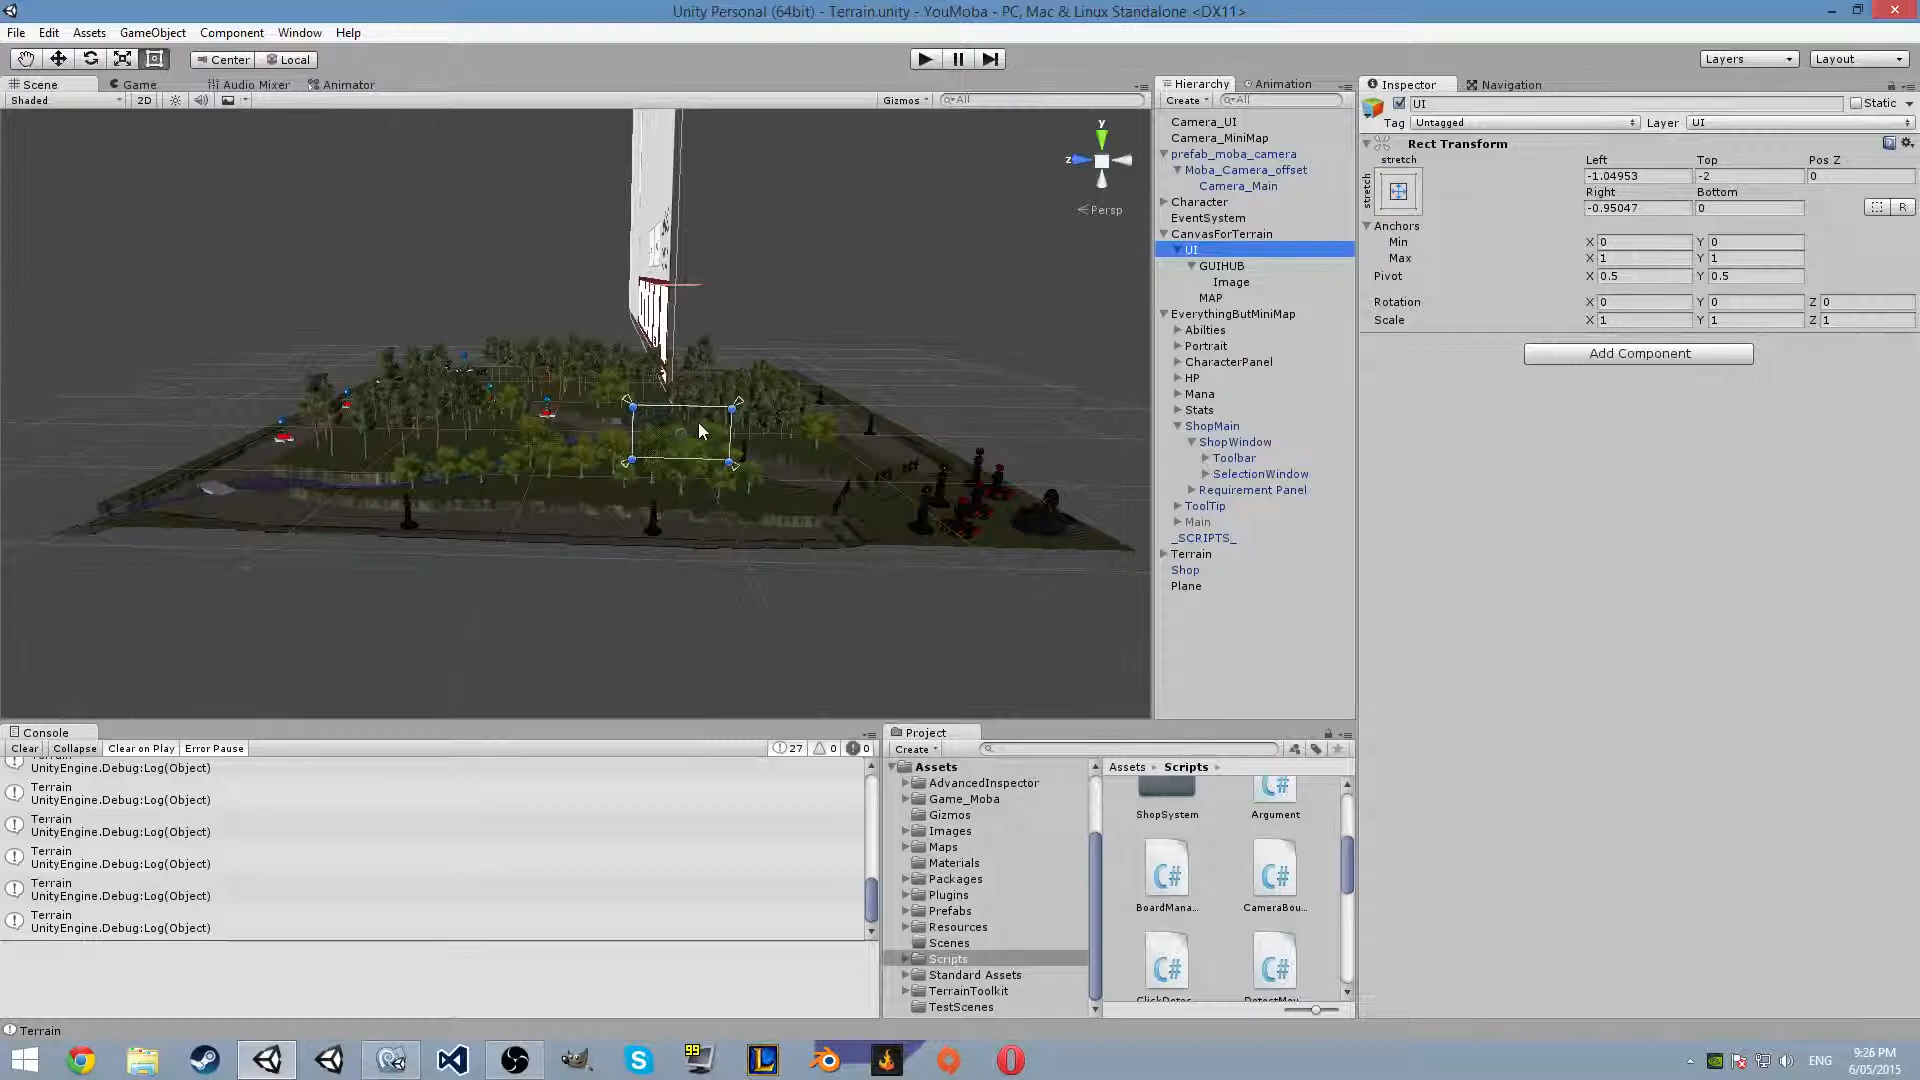 Unity Personal (64bit) - Terrain.unity - YouMoba - PC, Mac & Linux Standalone <DX11>
File Edit Assets GameObject Component Window Help
Center Local
Layers Layout
Scene Game Audio Mixer Animator
Shaded 2D Gizmos All
y
z
Persp
Hierarchy Animation
Create All
Camera_UI
Camera_MiniMap
prefab_moba_camera
Moba_Camera_offset
Camera_Main
Character
EventSystem
CanvasForTerrain
UI
GUIHUB
Image
MAP
EverythingButMiniMap
Abilties
Portrait
CharacterPanel
HP
Mana
Stats
ShopMain
ShopWindow
Toolbar
SelectionWindow
Requirement Panel
ToolTip
Main
_SCRIPTS_
Terrain
Shop
Plane
Inspector Navigation
UI Static
Tag Untagged Layer UI
Rect Transform
stretch Left Top Pos Z
stretch -1.04953 -2 0
Right Bottom
-0.95047 0 R
Anchors
Min X 0 Y 0
Max X 1 Y 1
Pivot X 0.5 Y 0.5
Rotation X 0 Y 0 Z 0
Scale X 1 Y 1 Z 1
Add Component
Console
Clear Collapse Clear on Play Error Pause 27 0 0
Terrain
UnityEngine.Debug:Log(Object)
Terrain
UnityEngine.Debug:Log(Object)
Terrain
UnityEngine.Debug:Log(Object)
Terrain
UnityEngine.Debug:Log(Object)
Terrain
UnityEngine.Debug:Log(Object)
Terrain
UnityEngine.Debug:Log(Object)
Terrain
Project
Create
Assets
AdvancedInspector
Game_Moba
Gizmos
Images
Maps
Materials
Packages
Plugins
Prefabs
Resources
Scenes
Scripts
Standard Assets
TerrainToolkit
TestScenes
Assets Scripts
ShopSystem Argument
C# C#
BoardMana... CameraBou...
C# C#
ClickDetec... DetectMou...
99
L
ENG
9:26 PM
6/05/2015